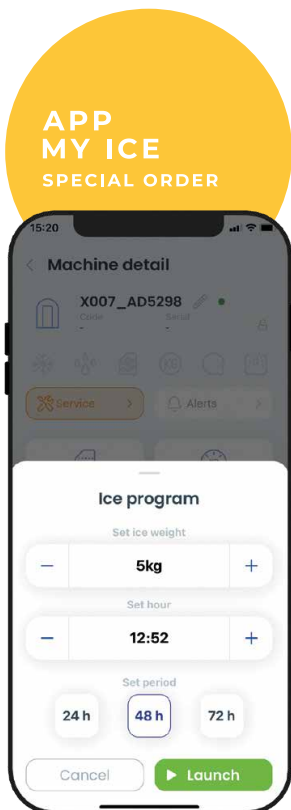 APP
MY ICE
SPECIAL ORDER
15:20
Machine detail
X007_AD5298
Code
Serial
-
-
Service
Alerts
Ice program
Set ice weight
5kg
Set hour
12:52
Set period
24 h
48 h
72 h
Cancel
Launch